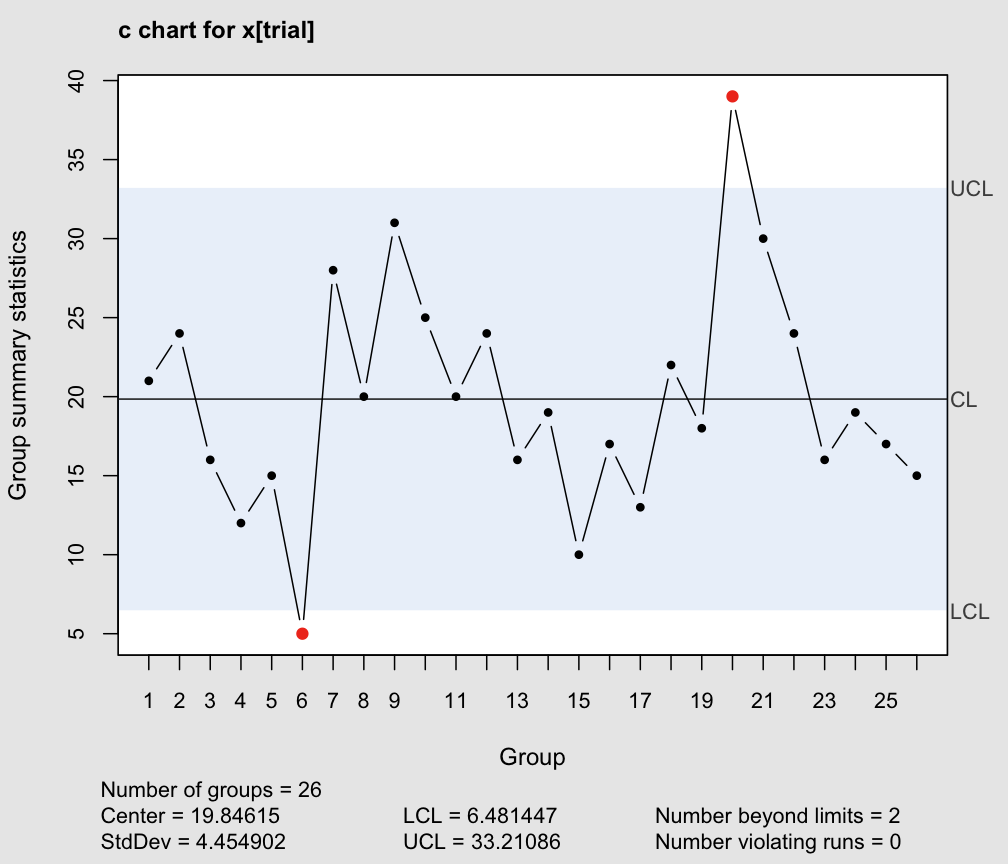 c chart for x[trial]
40
35
30
25
20
15
10
5
Group summary statistics
UCL
CL
LCL
1 2 3 4 5 6 7 8 9 11 13 15 17 19 21 23 25
Group
Number of groups = 26
Center = 19.84615 LCL = 6.481447 Number beyond limits = 2
StdDev = 4.454902 UCL = 33.21086 Number violating runs = 0